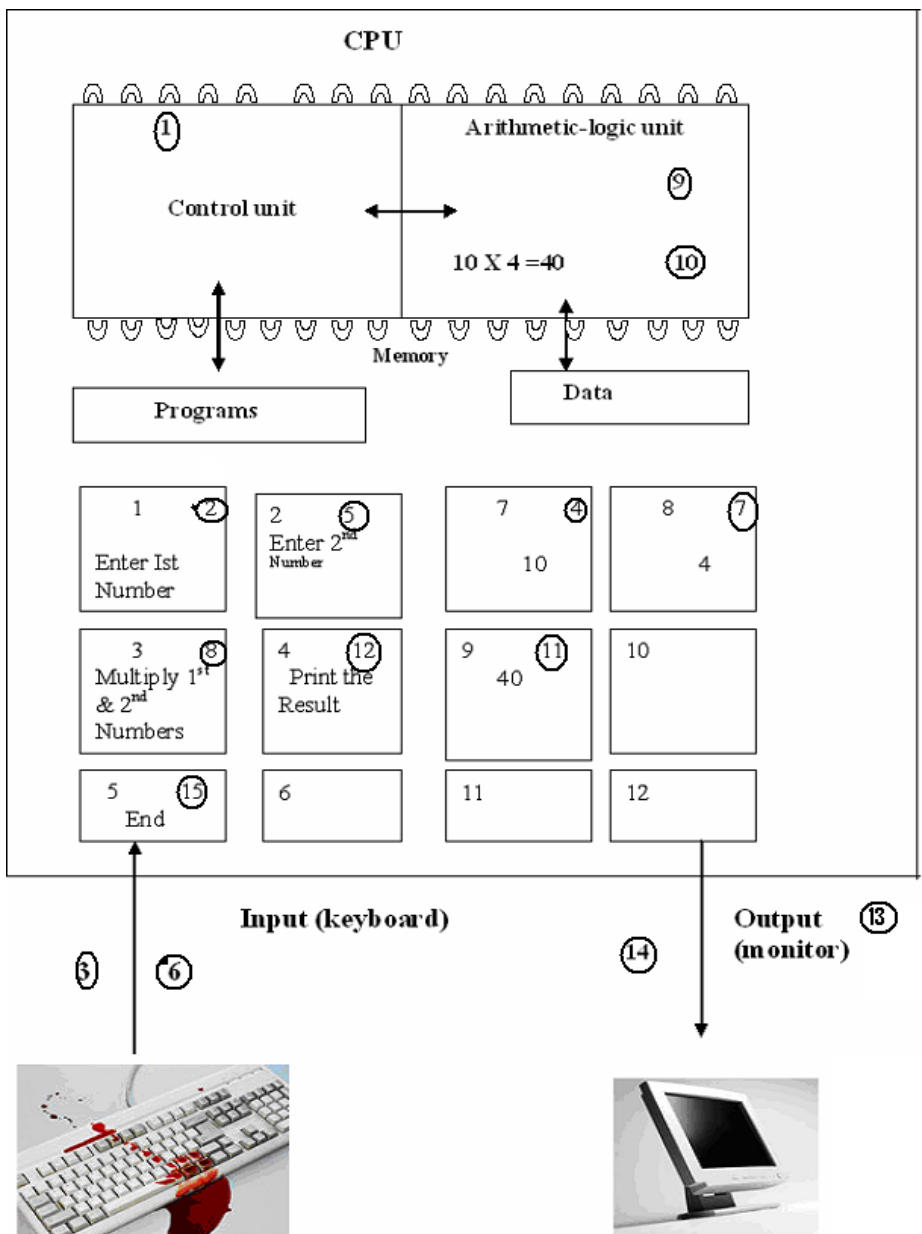 CPU
1
Arithmetic-logic unit
9
Control unit
10 X 4 =40
10
Memory
Programs
Data
1 2
Enter Ist
Number
2 5
Enter 2nd
Number
7 4
10
8 7
4
3 8
Multiply 1st
& 2nd
Numbers
4 12
Print the
Result
9 11
40
10
5 15
End
6
11
12
Input (keyboard)
Output 13
(monitor)
3 6
14